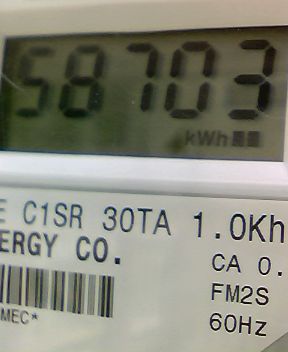 58703
kWh
E C1SR 30TA 1.0Kh
ERGY CO.
CA 0.
FM2S
MEC*
60Hz